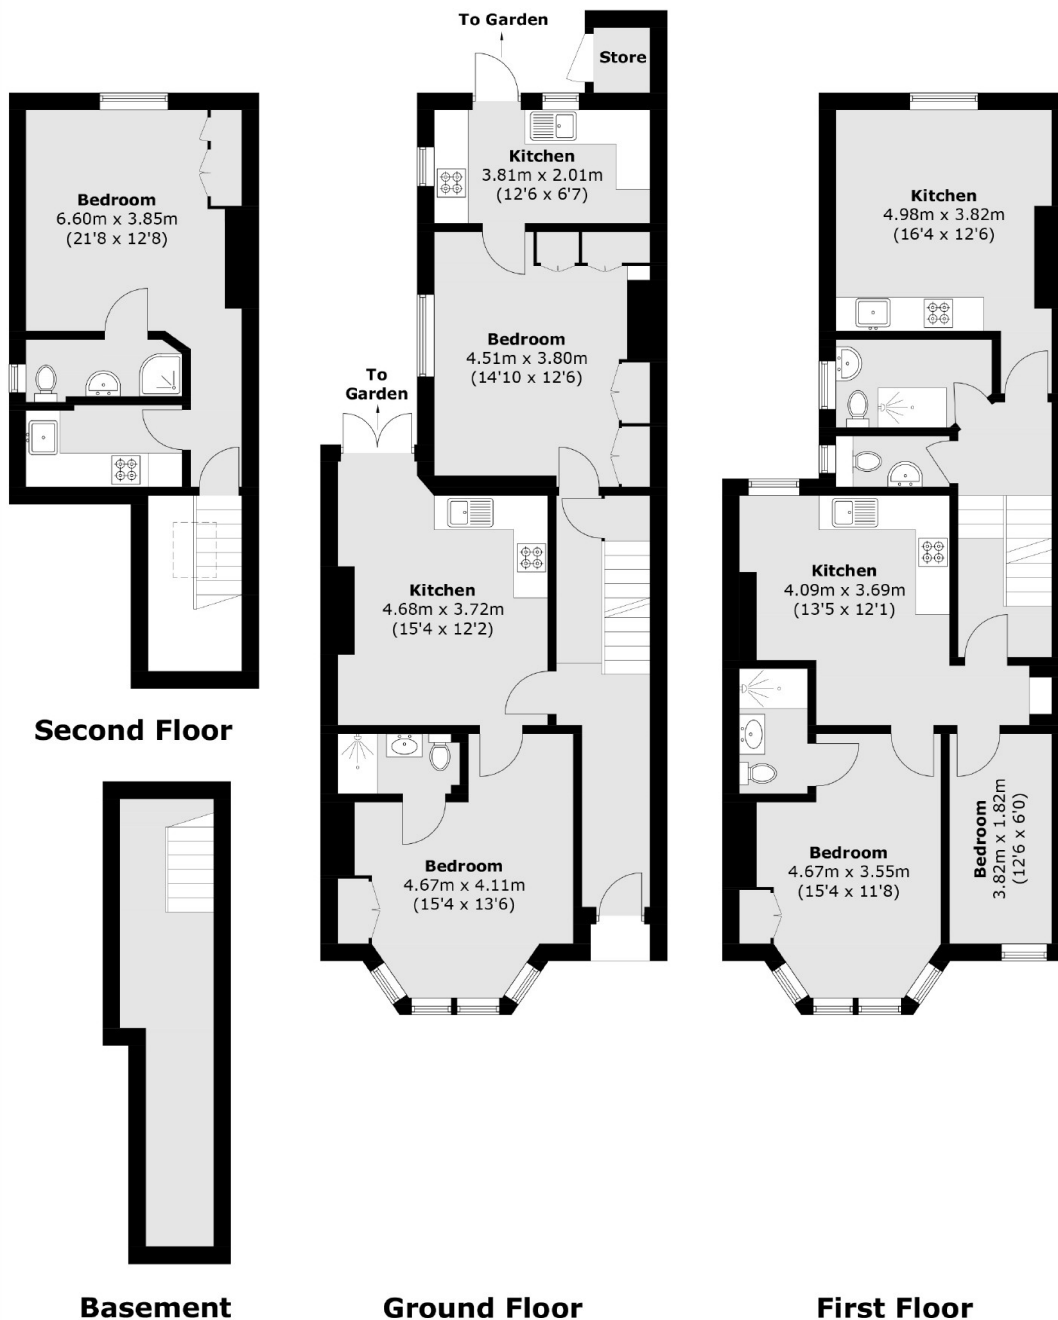 To Garden
Store
Kitchen
3.81m x 2.01m
(12'6 x 6'7)
Bedroom
6.60m x 3.85m
(21'8 x 12'8)
Kitchen
4.98m x 3.82m
(16'4 x 12'6)
Bedroom
4.51m x 3.80m
(14'10 x 12'6)
To
Garden
Kitchen
4.68m x 3.72m
(15'4 x 12'2)
Kitchen
4.09m x 3.69m
(13'5 x 12'1)
Second Floor
Bedroom
4.67m x 4.11m
(15'4 x 13'6)
Bedroom
4.67m x 3.55m
(15'4 x 11'8)
Bedroom
3.82m x 1.82m
(12'6 x 6'0)
Basement
Ground Floor
First Floor